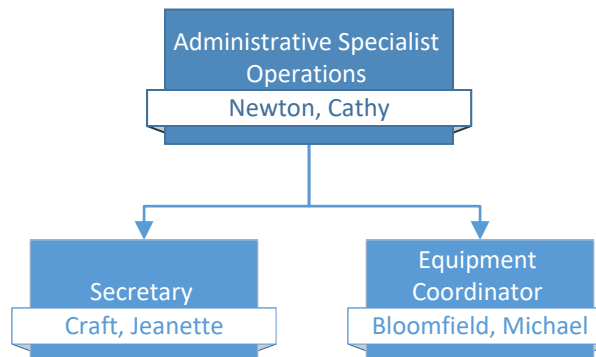 Administrative Specialist
Operations
Newton, Cathy
Secretary
Craft, Jeanette
Equipment
Coordinator
Bloomfield, Michael